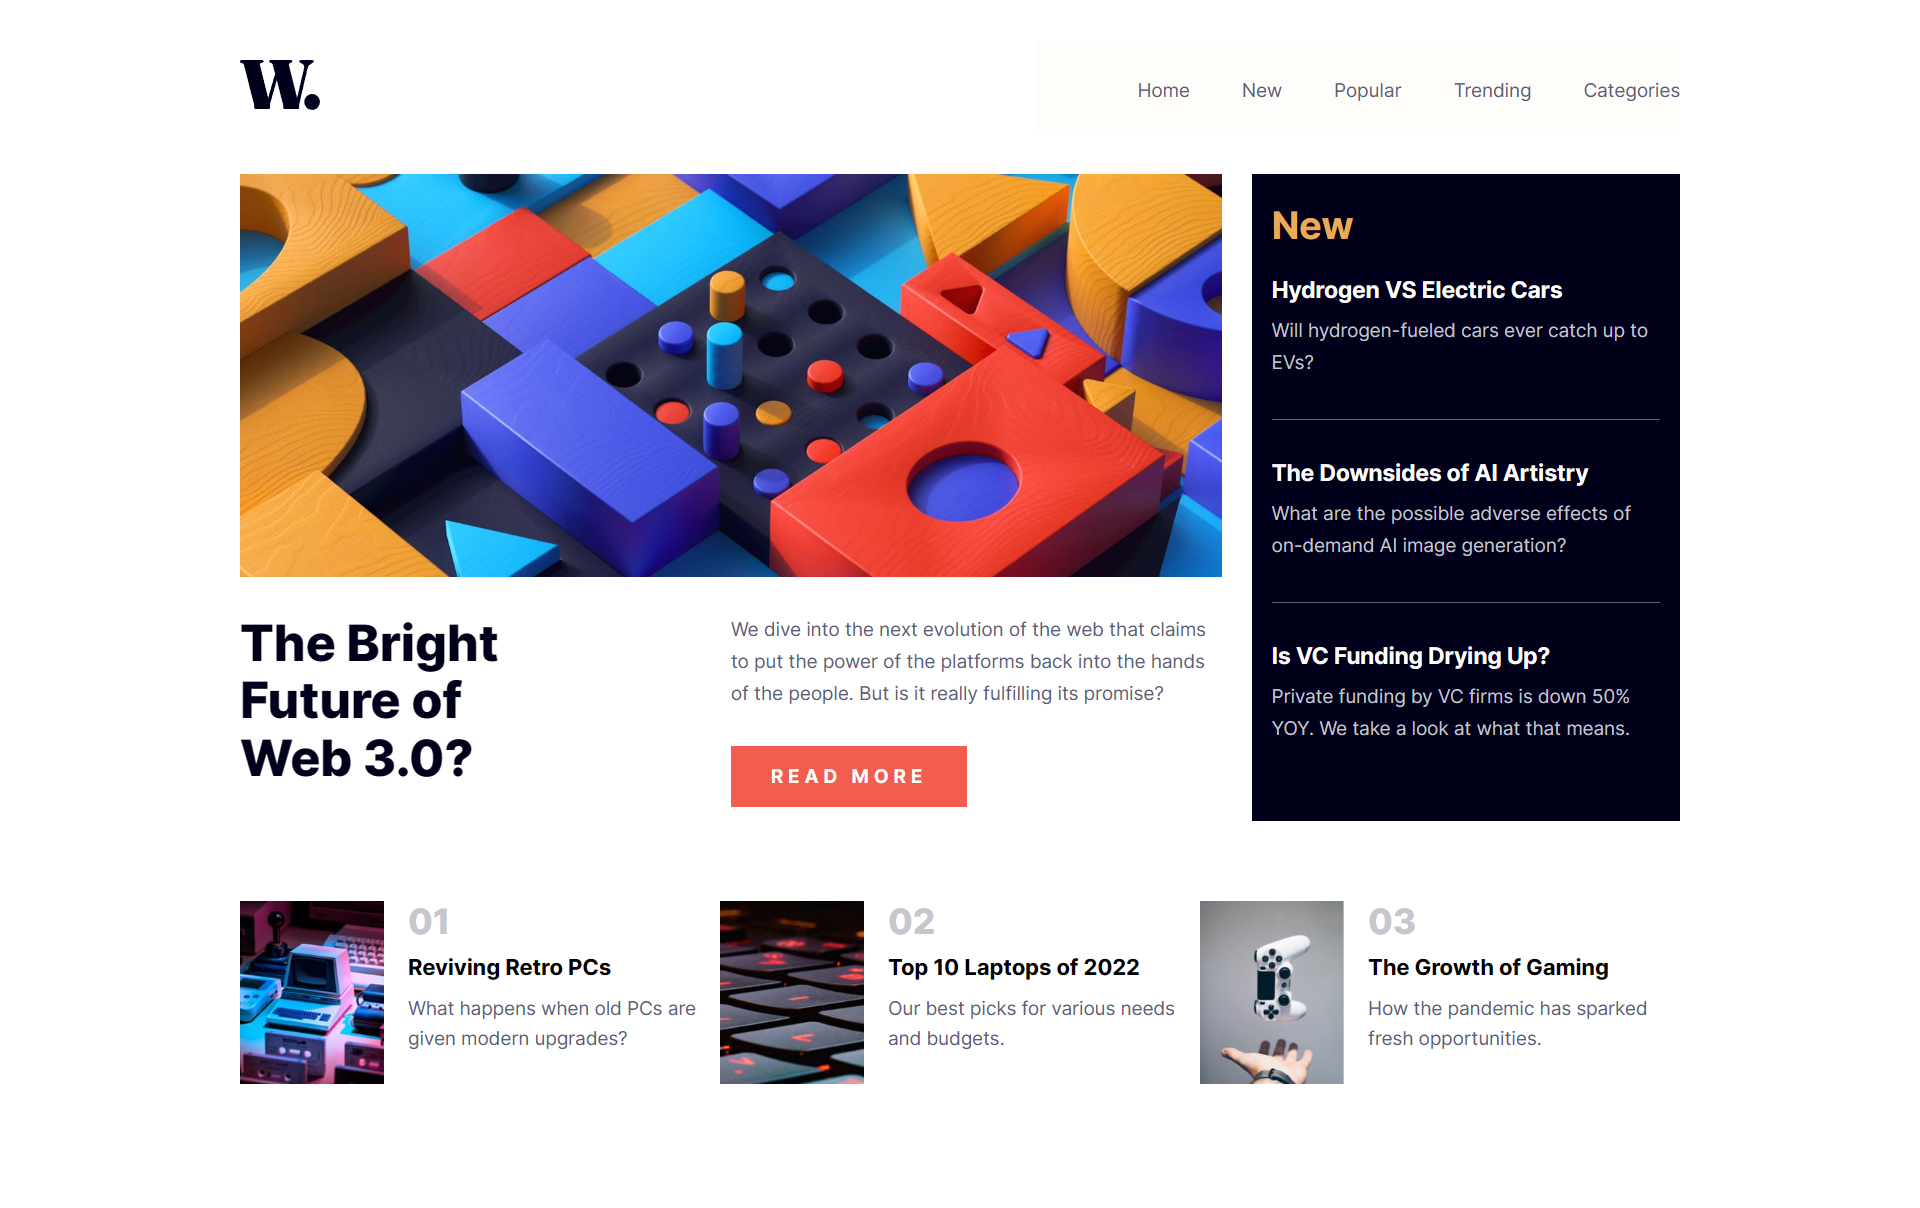 W.
Home New Popular Trending Categories
New
Hydrogen VS Electric Cars
Will hydrogen-fueled cars ever catch up to
EVs?
The Downsides of AI Artistry
What are the possible adverse effects of
on-demand AI image generation?
Is VC Funding Drying Up?
Private funding by VC firms is down 50%
YOY. We take a look at what that means.
The Bright
Future of
Web 3.0?
We dive into the next evolution of the web that claims
to put the power of the platforms back into the hands
of the people. But is it really fulfilling its promise?
READ MORE
01
Reviving Retro PCs
What happens when old PCs are
given modern upgrades?
02
Top 10 Laptops of 2022
Our best picks for various needs
and budgets.
03
The Growth of Gaming
How the pandemic has sparked
fresh opportunities.